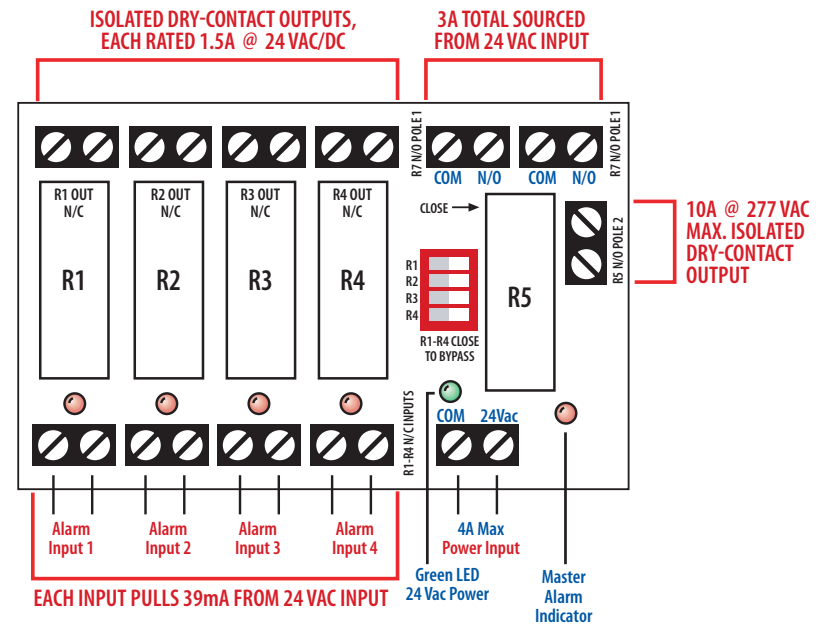 ISOLATED DRY-CONTACT OUTPUTS,
EACH RATED 1.5A @ 24 VAC/DC
3A TOTAL SOURCED
FROM 24 VAC INPUT
R7 N/O POLE 1
COM N/O
COM N/O
R7 N/O POLE 1
R1 OUT
N/C
R1
R2 OUT
N/C
R2
R3 OUT
N/C
R3
R4 OUT
N/C
R4
CLOSE
R1
R2
R3
R4
R1-R4 CLOSE
TO BYPASS
R5
R5 N/O POLE 2
10A @ 277 VAC
MAX. ISOLATED
DRY-CONTACT
OUTPUT
R1-R4 N/C INPUTS
COM 24Vac
Alarm
Input 1
Alarm
Input 2
Alarm
Input 3
Alarm
Input 4
4A Max
Power Input
EACH INPUT PULLS 39mA FROM 24 VAC INPUT
Green LED
24 Vac Power
Master
Alarm
Indicator